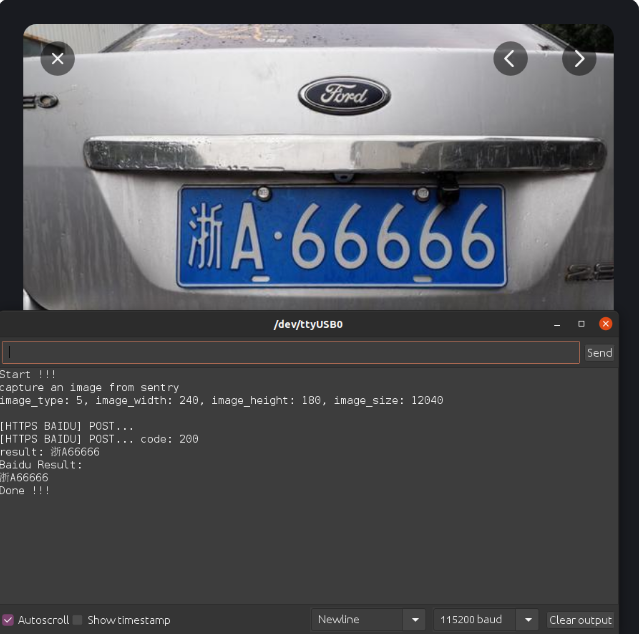 Ford
浙A·66666
/dev/ttyUSB0
Send
Start !!!
capture an image from sentry
image_type: 5, image_width: 240, image_height: 180, image_size: 12040
[HTTPS BAIDU] POST...
[HTTPS BAIDU] POST... code: 200
result: 浙A66666
Baidu Result:
浙A66666
Done !!!
Autoscroll Show timestamp Newline 115200 baud Clear output